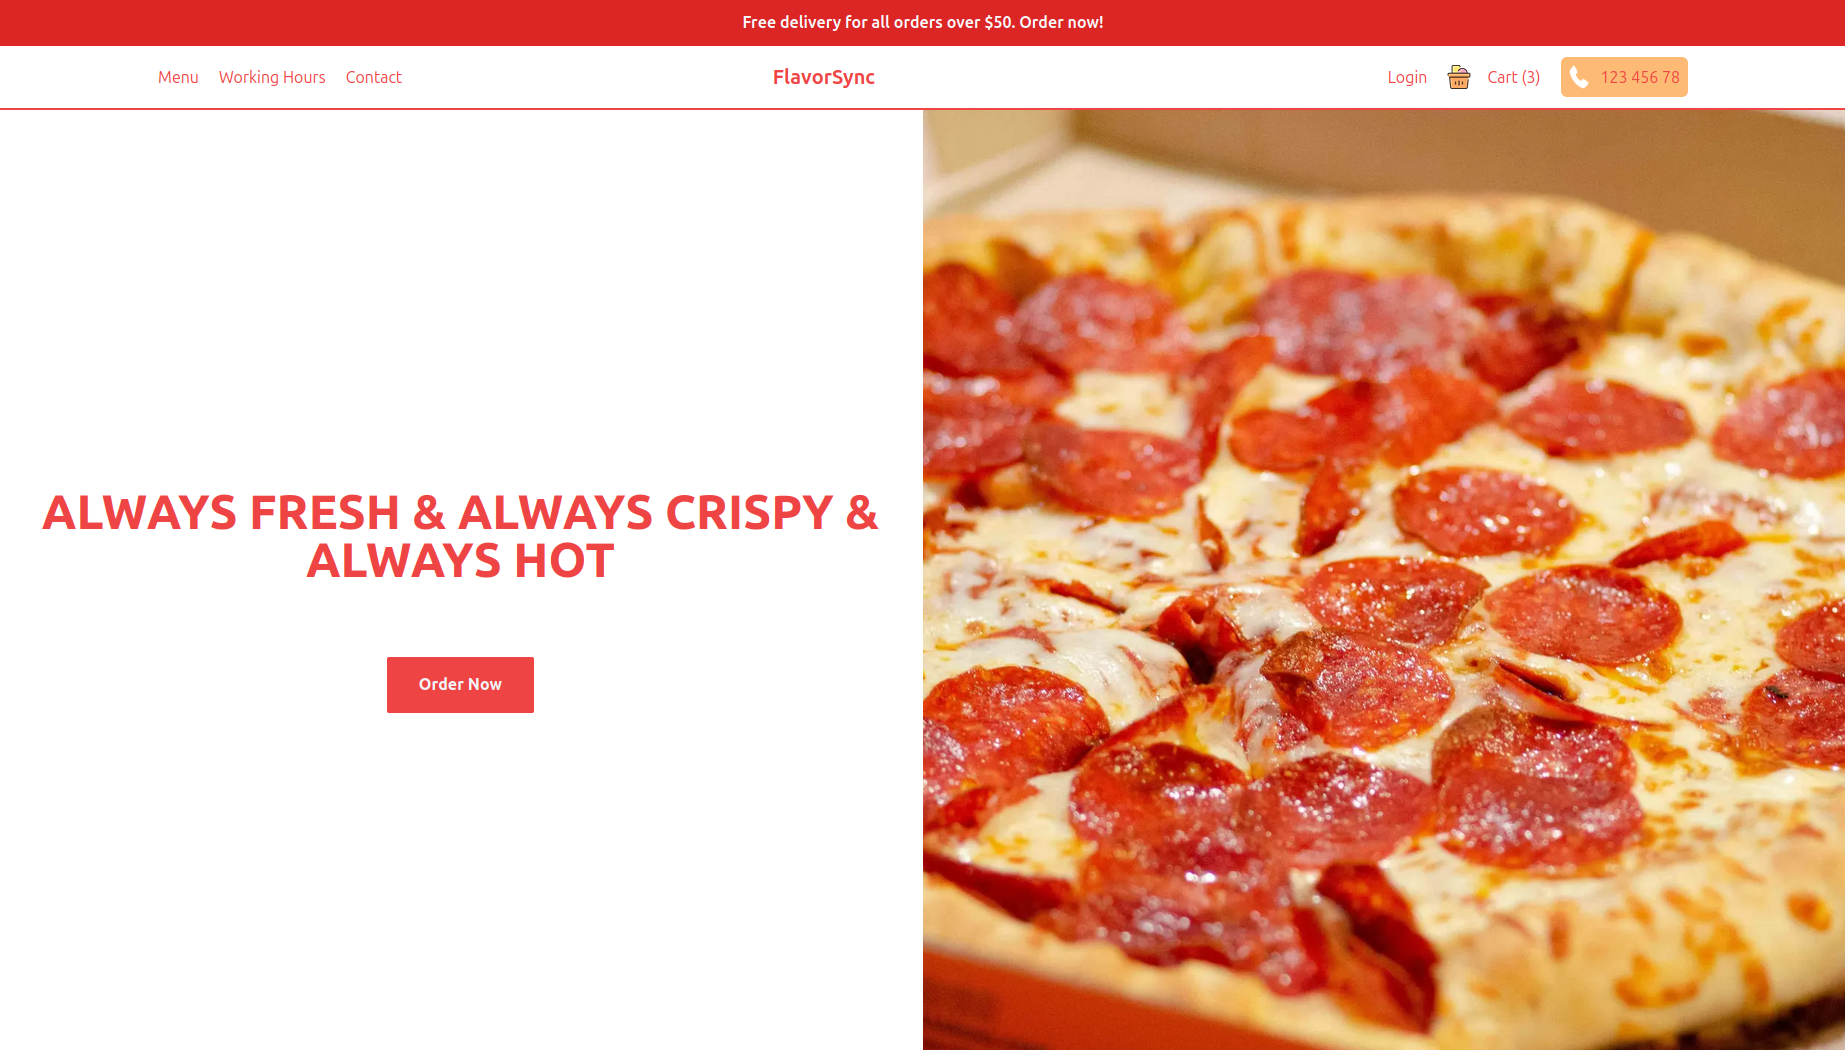 Free delivery for all orders over $50. Order now!
Menu Working Hours Contact FlavorSync Login Cart (3) 123 456 78
ALWAYS FRESH & ALWAYS CRISPY &
ALWAYS HOT
Order Now